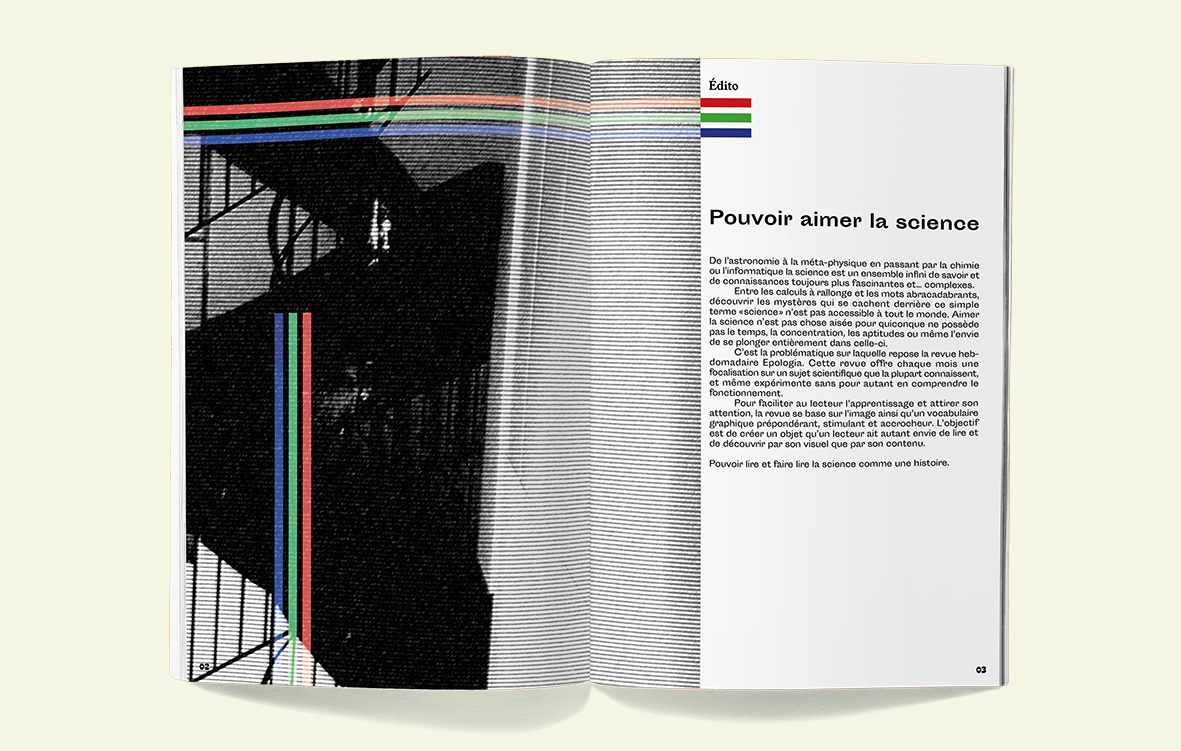 Édito
Pouvoir aimer la science
De l'astronomie à la méta-physique en passant par la chimie
ou l'informatique la science est un ensemble infini de savoir et
de connaissances toujours plus fascinantes et... complexes.
Entre les calculs à rallonge et les mots abracadabrants,
découvrir les mystères qui se cachent derrière ce simple
terme «science» n'est pas accessible à tout le monde. Aimer
la science n'est pas chose aisée pour quiconque ne possède
pas le temps, la concentration, les aptitudes ou même l'envie
de se plonger entièrement dans celle-ci.
C'est la problématique sur laquelle repose la revue heb-
domadaire Epologia. Cette revue offre chaque mois une
focalisation sur un sujet scientifique que la plupart connaissent,
et même expérimente sans pour autant en comprendre le
fonctionnement.
Pour faciliter au lecteur l'apprentissage et attirer son
attention, la revue se base sur l'image ainsi qu'un vocabulaire
graphique prépondérant, stimulant et accrocheur. L'objectif
est de créer un objet qu'un lecteur ait autant envie de lire et
de découvrir par son visuel que par son contenu.
Pouvoir lire et faire lire la science comme une histoire.
02
03